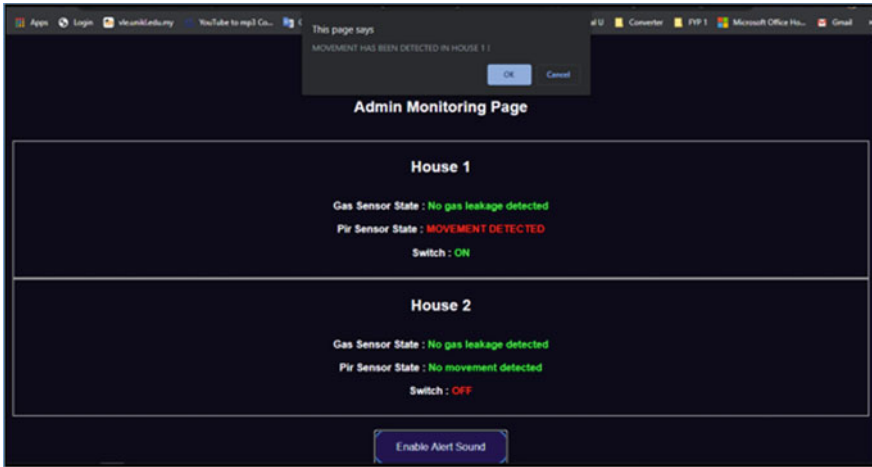 Apps Login vle.unikl.edu.my YouTube to mp3 Co... Converter FYP 1 Microsoft Office Ho... Gmail
This page says
MOVEMENT HAS BEEN DETECTED IN HOUSE 1 !
OK Cancel
Admin Monitoring Page
House 1
Gas Sensor State : No gas leakage detected
Pir Sensor State : MOVEMENT DETECTED
Switch : ON
House 2
Gas Sensor State : No gas leakage detected
Pir Sensor State : No movement detected
Switch : OFF
Enable Alert Sound